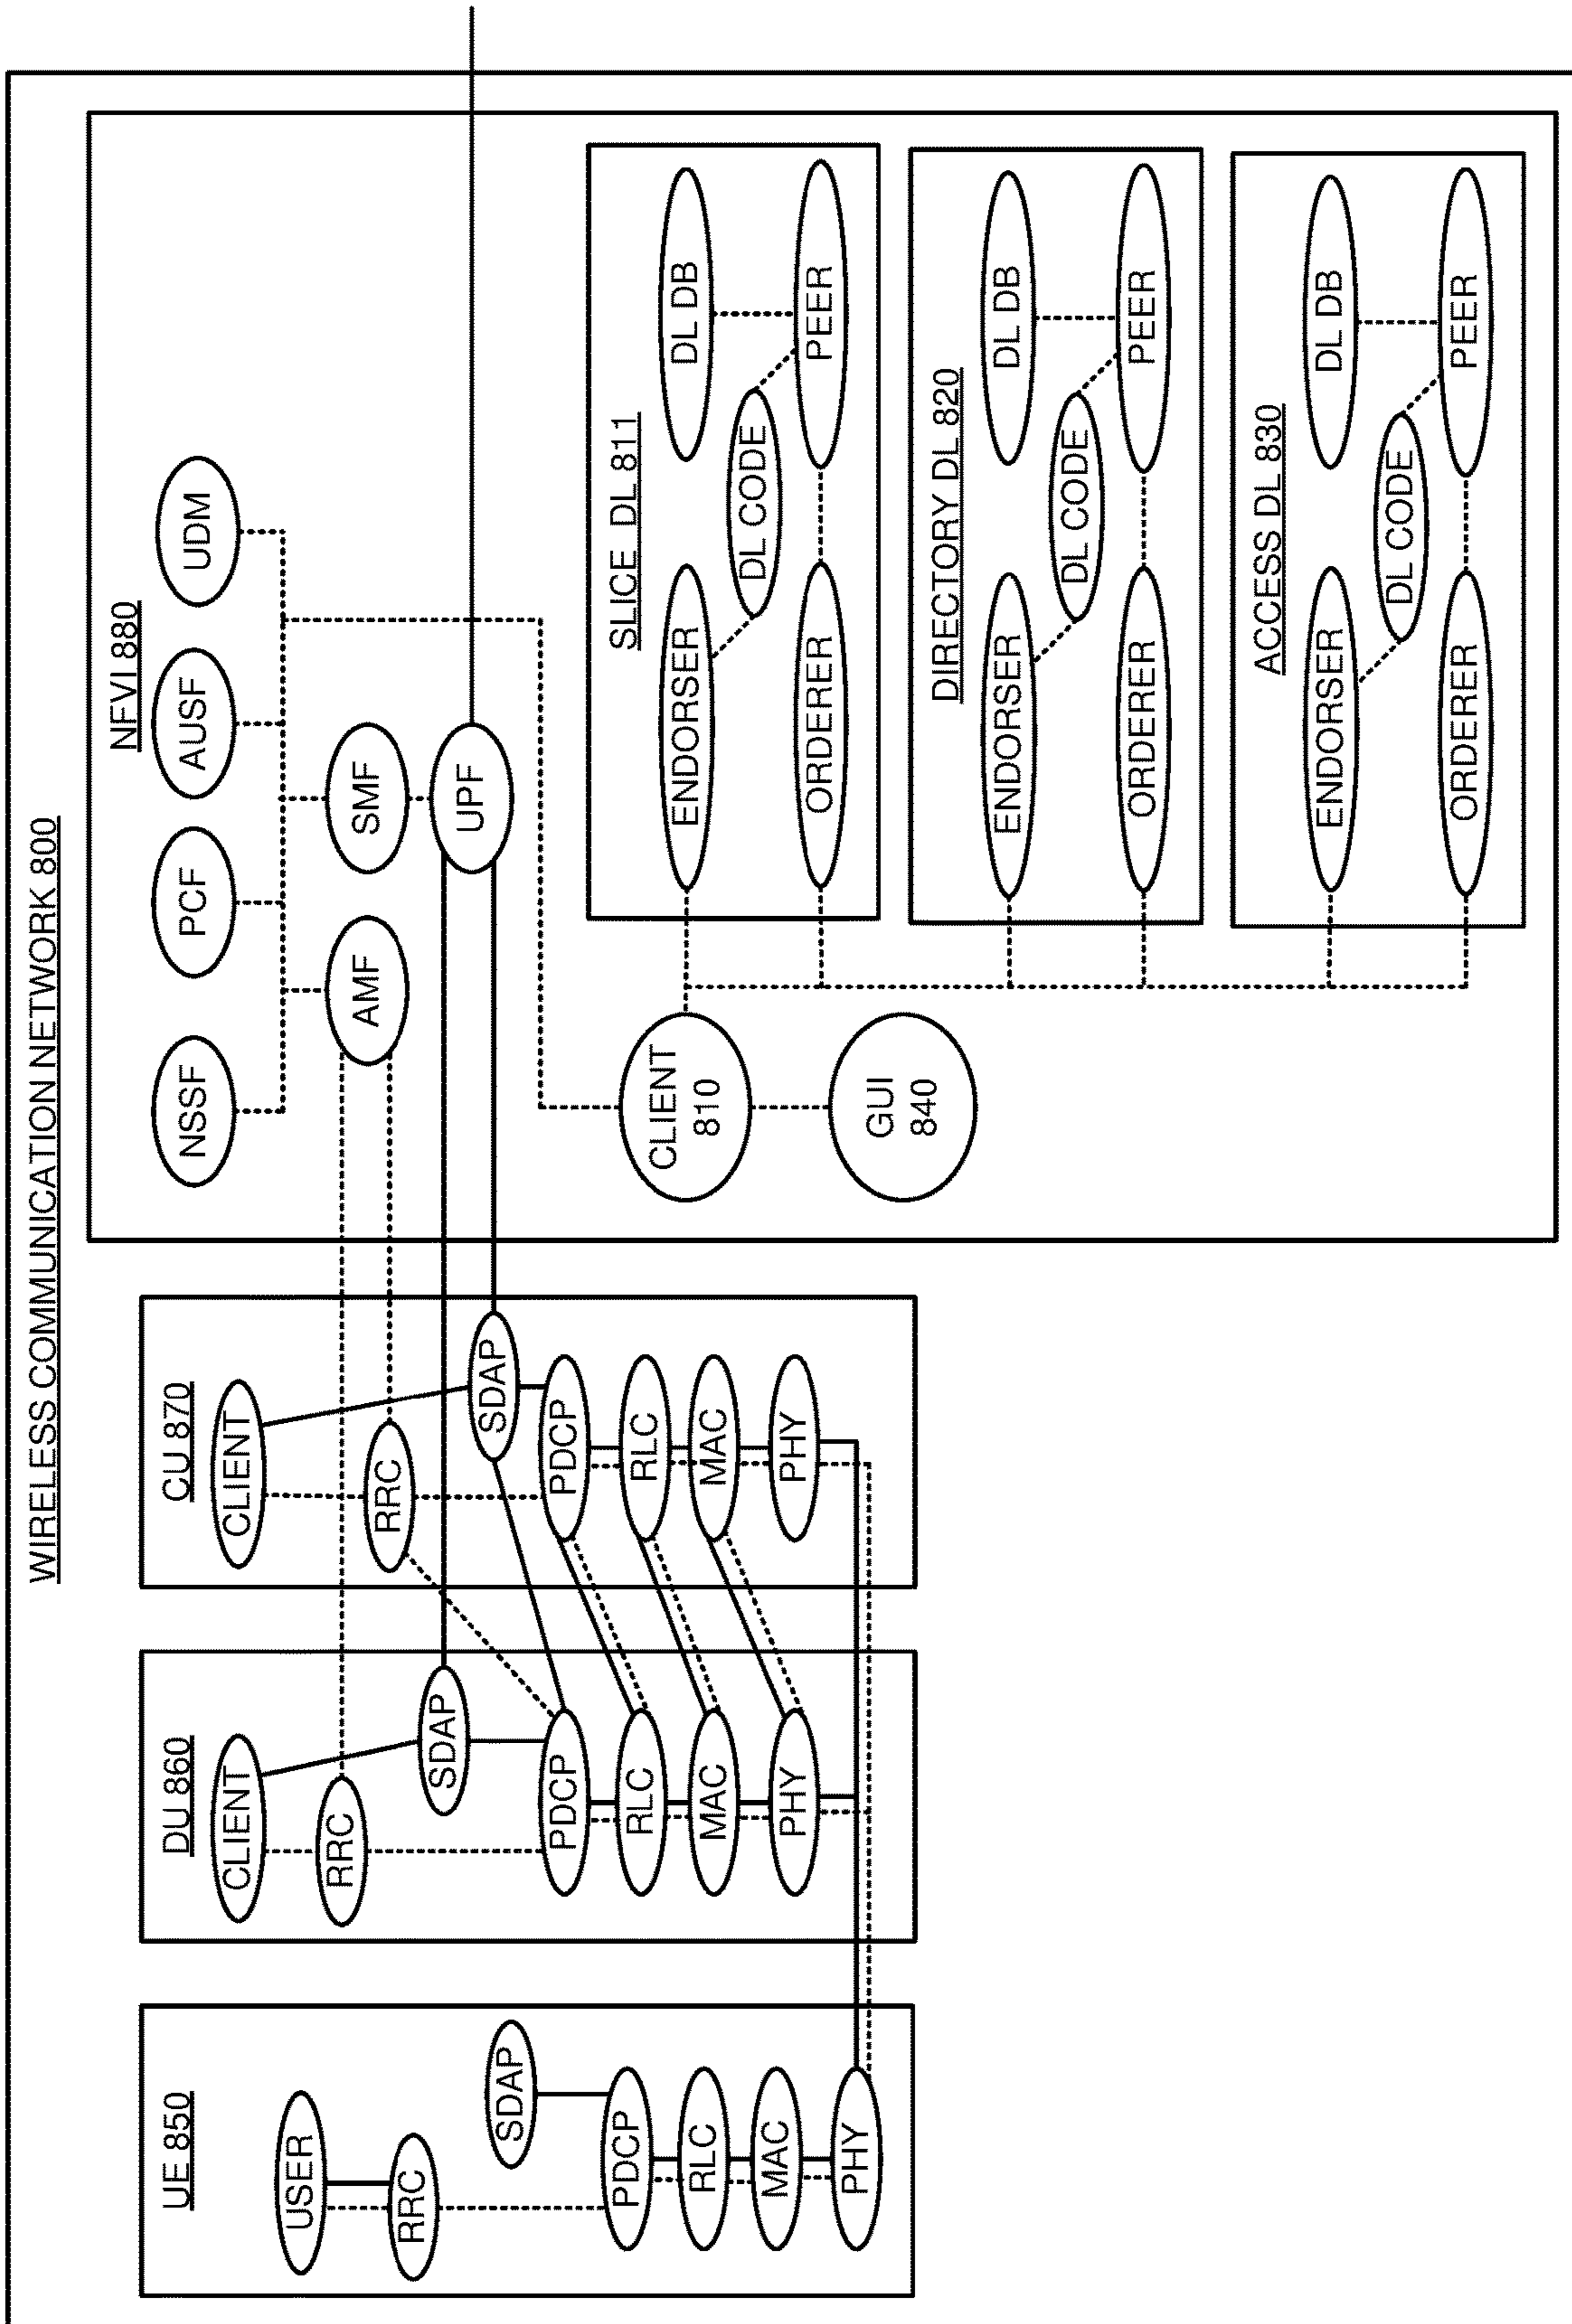 WIRELESS COMMUNICATION NETWORK 800
UE 850
USER
RRC
SDAP
PDCP
RLC
MAC
PHY
DU 860
CLIENT
RRC
SDAP
PDCP
RLC
MAC
PHY
CU 870
CLIENT
RRC
SDAP
PDCP
RLC
MAC
PHY
NFVI 880
NSSF
PCF
AUSF
UDM
AMF
SMF
UPF
CLIENT
810
GUI
840
SLICE DL 811
ENDORSER
DL DB
DL CODE
ORDERER
PEER
DIRECTORY DL 820
ENDORSER
DL DB
DL CODE
ORDERER
PEER
ACCESS DL 830
ENDORSER
DL DB
DL CODE
ORDERER
PEER